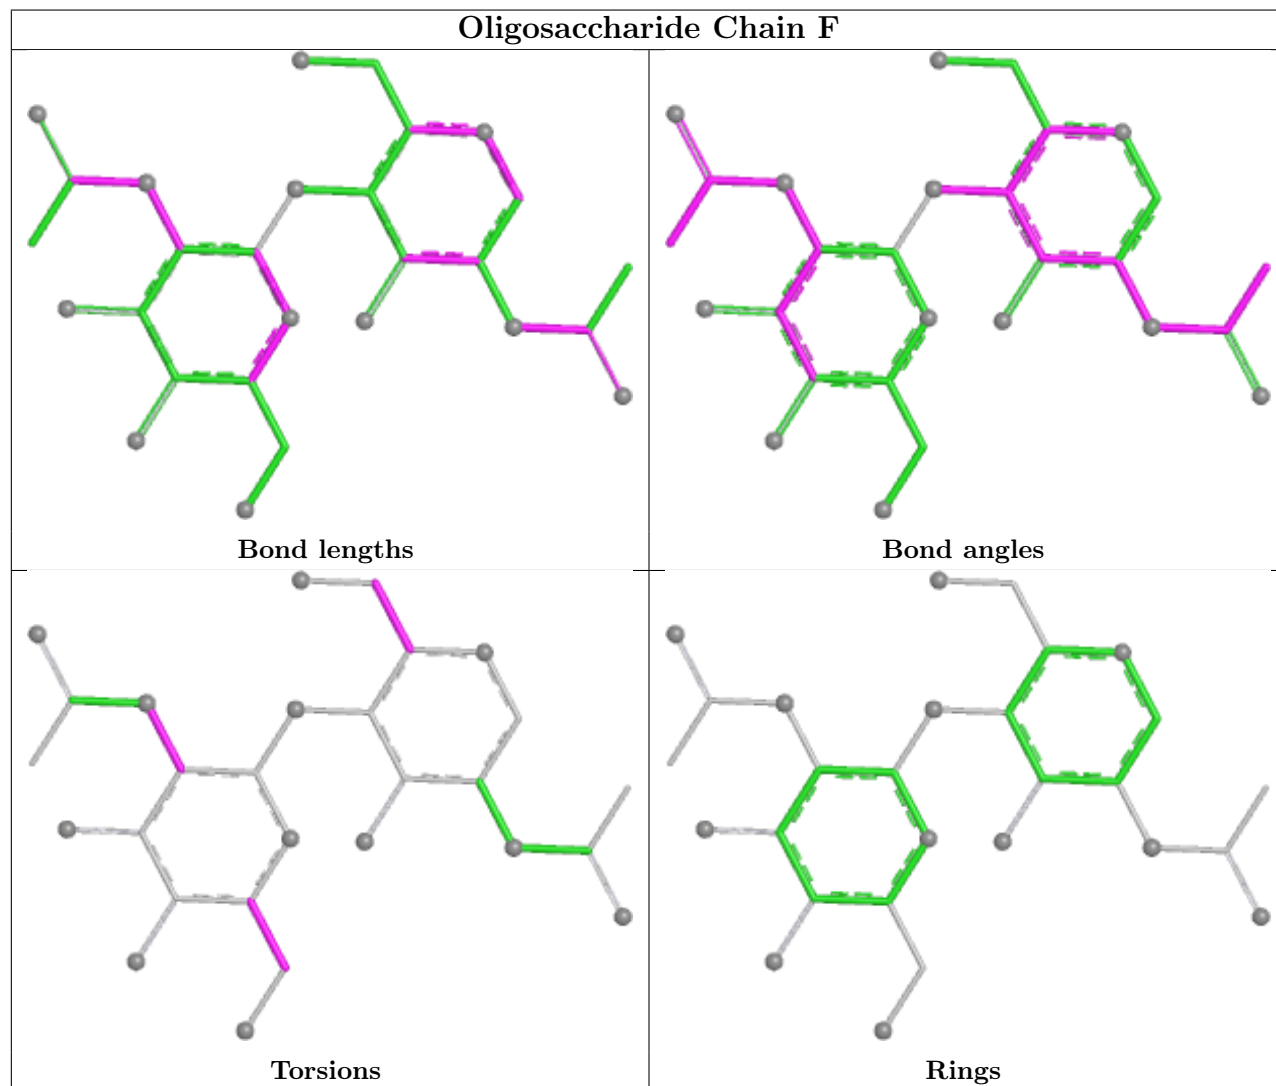 Oligosaccharide Chain F
Bond lengths
Bond angles
Torsions
Rings